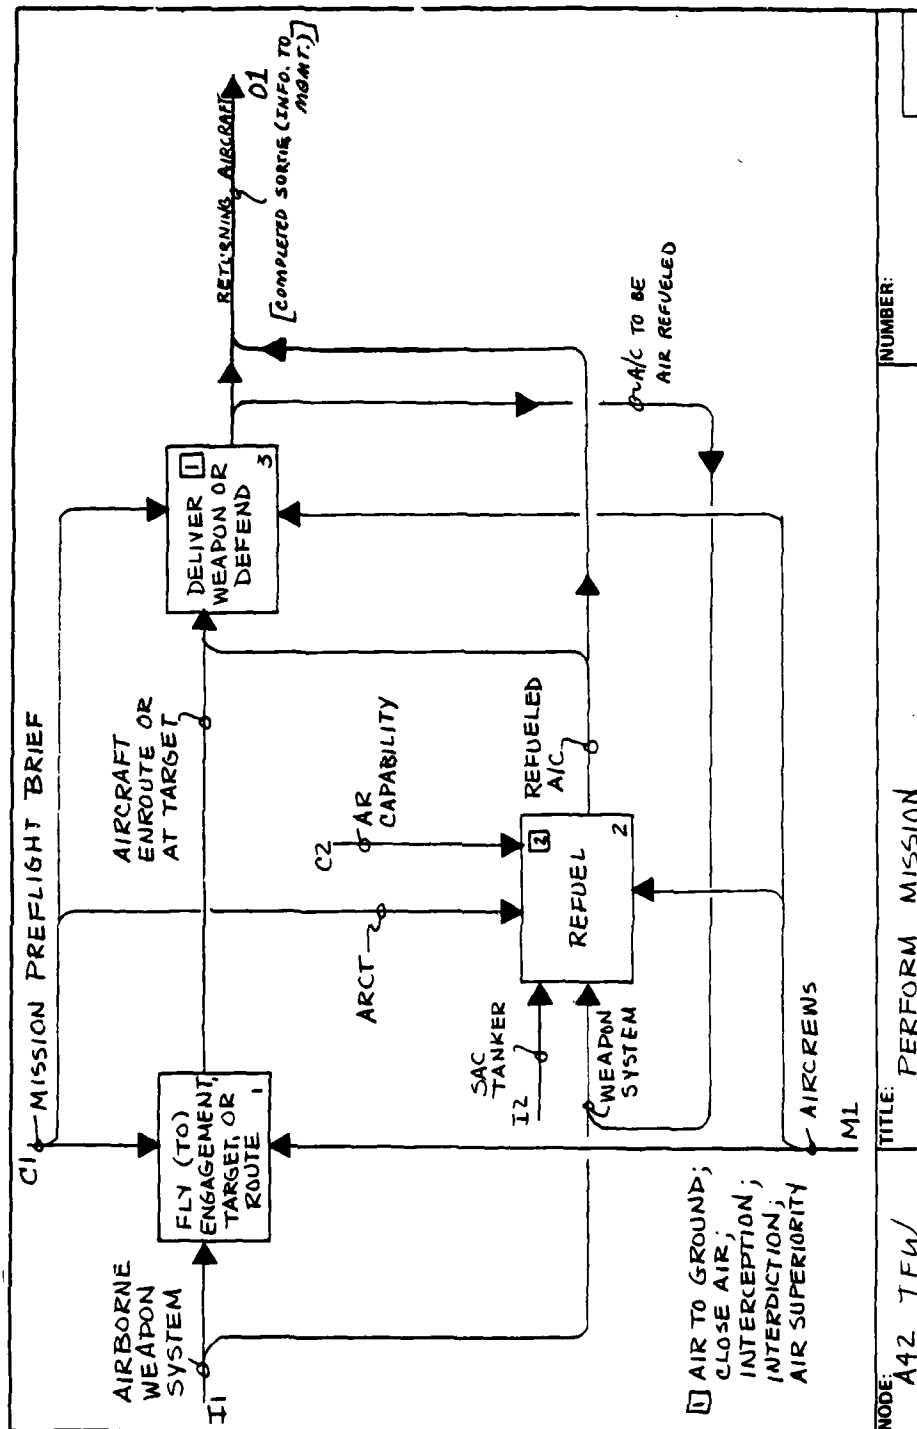 C1
MISSION PREFLIGHT BRIEF
AIRBORNE
WEAPON
SYSTEM
I1
FLY (TO)
ENGAGEMENT,
TARGET, OR
ROUTE
1
AIRCRAFT
ENROUTE OR
AT TARGET
DELIVER
WEAPON OR
DEFEND
1
3
RETURNING AIRCRAFT
O1
[COMPLETED SORTIE (INFO. TO
MGMT.)]
ARCT
C2
AR
CAPABILITY
SAC
TANKER
I2
WEAPON
SYSTEM
REFUEL
2
REFUELED
A/C
A/C TO BE
AIR REFUELED
AIRCREWS
M1
1 AIR TO GROUND;
CLOSE AIR;
INTERCEPTION;
INTERDICTION;
AIR SUPERIORITY
NODE: A42 TFW
TITLE: PERFORM MISSION
NUMBER: